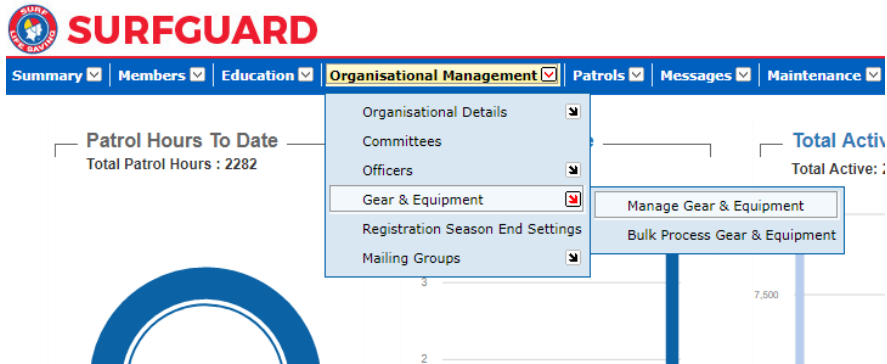 SURF
LIFE SAVING
SURFGUARD
Summary Members Education Organisational Management Patrols Messages Maintenance
Organisational Details
Committees
Officers
Gear & Equipment
Registration Season End Settings
Mailing Groups
Manage Gear & Equipment
Bulk Process Gear & Equipment
Patrol Hours To Date
Total Patrol Hours : 2282
Total Activ
Total Active: 2
3
2
7,500